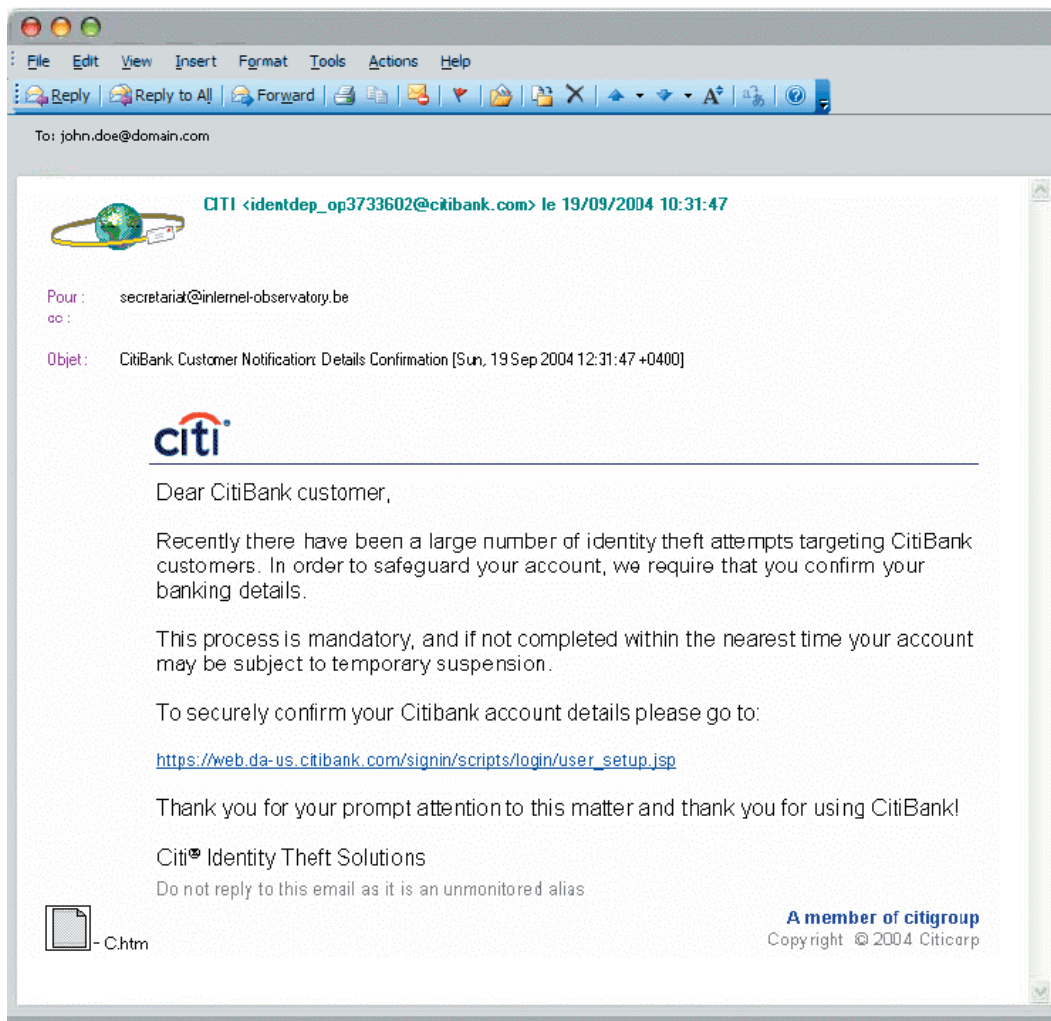 File Edit View Insert Format Tools Actions Help
Reply Reply to All Forward
To: john.doe@domain.com
CITI <identdep_op3733602@citibank.com> le 19/09/2004 10:31:47
Pour : secretariat@internel-observatory.be
cc :
Objet : CitiBank Customer Notification: Details Confirmation [Sun, 19 Sep 2004 12:31:47 +0400]
citi®
Dear CitiBank customer,
Recently there have been a large number of identity theft attempts targeting CitiBank
customers. In order to safeguard your account, we require that you confirm your
banking details.
This process is mandatory, and if not completed within the nearest time your account
may be subject to temporary suspension.
To securely confirm your Citibank account details please go to:
https://web.da-us.citibank.com/signin/scripts/login/user_setup.jsp
Thank you for your prompt attention to this matter and thank you for using CitiBank!
Citi® Identity Theft Solutions
Do not reply to this email as it is an unmonitored alias
A member of citigroup
- C.htm
Copyright © 2004 Citicorp